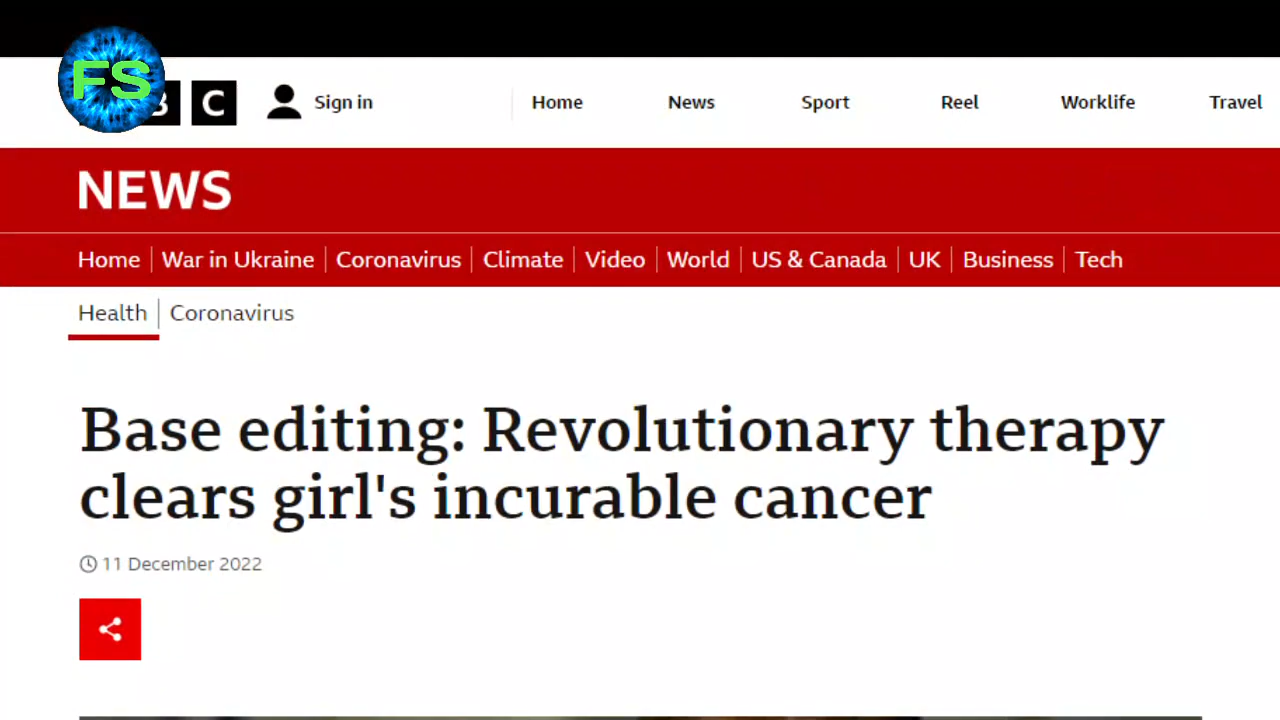 FS
B C Sign in Home News Sport Reel Worklife Travel
NEWS
Home War in Ukraine Coronavirus Climate Video World US & Canada UK Business Tech
Health Coronavirus
Base editing: Revolutionary therapy
clears girl's incurable cancer
11 December 2022